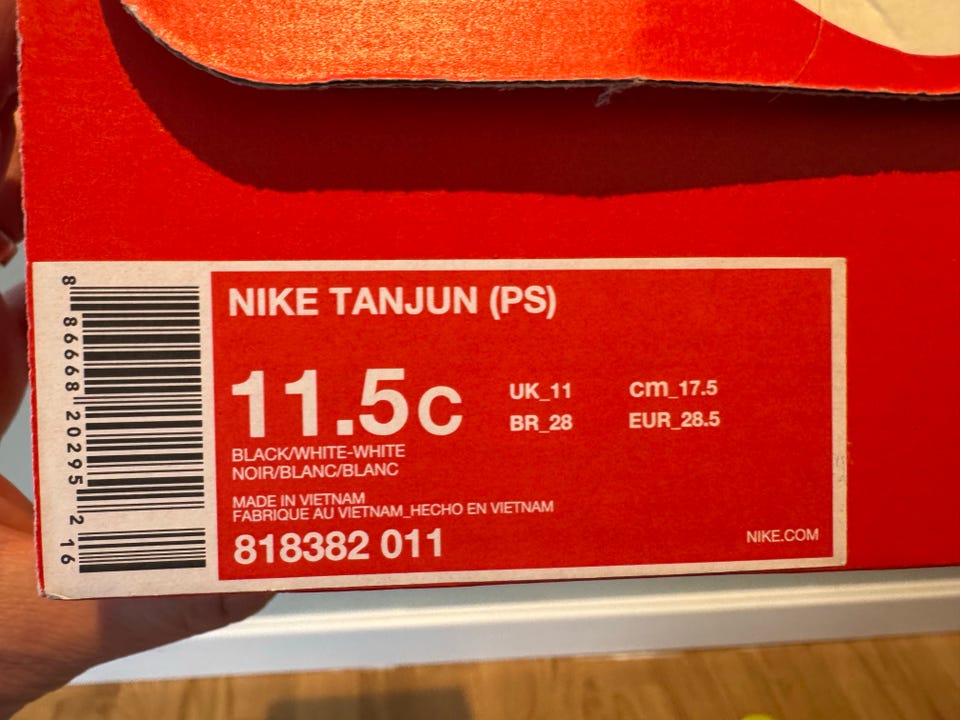 NIKE TANJUN (PS)
11.5C
UK_11 cm_17.5
BR_28 EUR_28.5
BLACK/WHITE-WHITE
NOIR/BLANC/BLANC
MADE IN VIETNAM
FABRIQUE AU VIETNAM_HECHO EN VIETNAM
818382 011
NIKE.COM
8 86668 20295 2 16